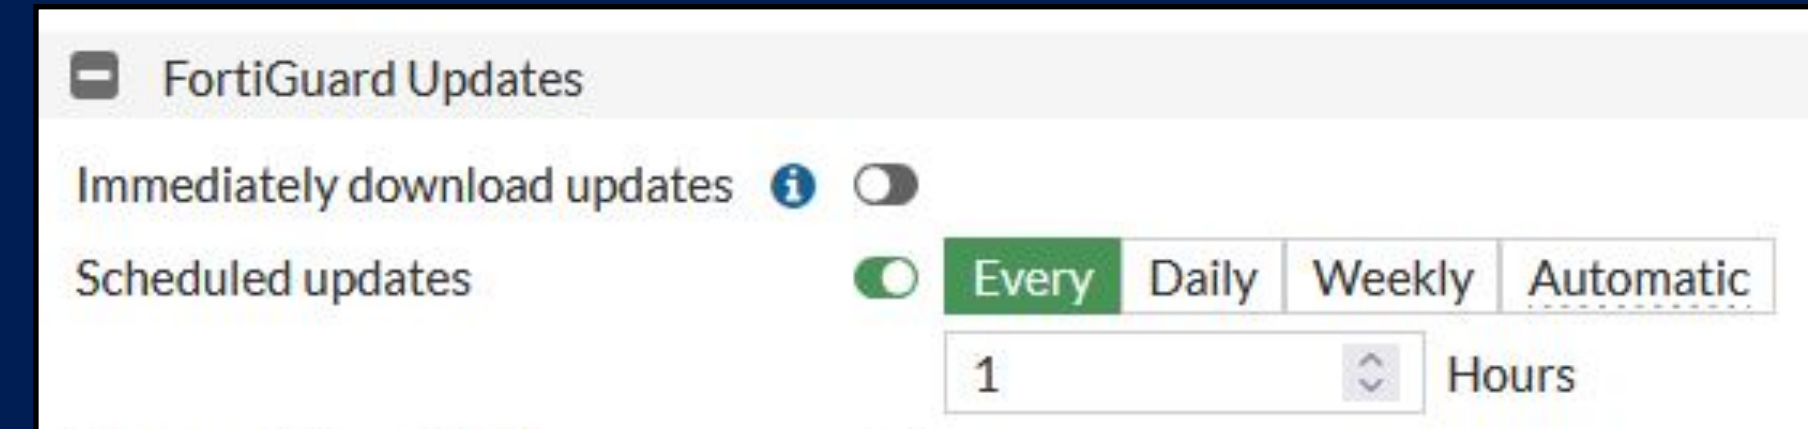 FortiGuard Updates
Immediately download updates
Scheduled updates Every Daily Weekly Automatic
1 Hours